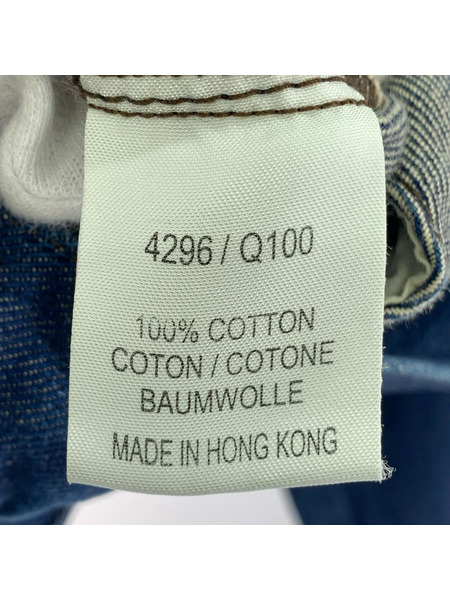 4296 / Q100
100% COTTON
COTON / COTONE
BAUMWOLLE
MADE IN HONG KONG